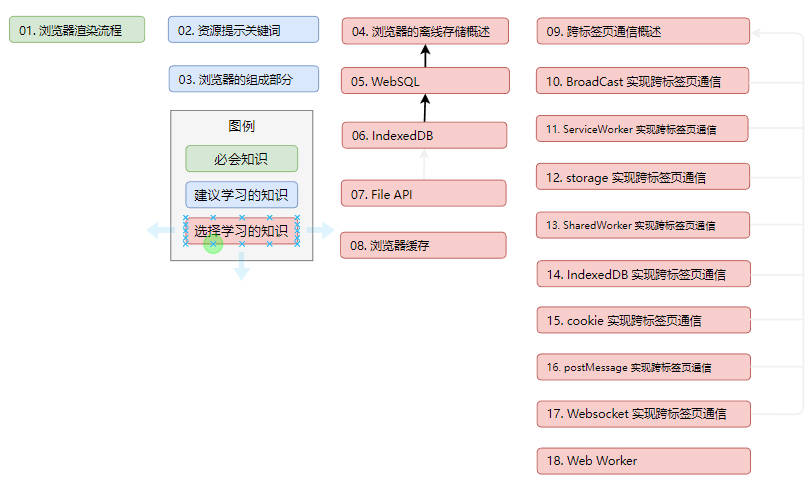 01. 浏览器渲染流程
02. 资源提示关键词
03. 浏览器的组成部分
图例
必会知识
建议学习的知识
选择学习的知识
04. 浏览器的离线存储概述
05. WebSQL
06. IndexedDB
07. File API
08. 浏览器缓存
09. 跨标签页通信概述
10. BroadCast 实现跨标签页通信
11. ServiceWorker 实现跨标签页通信
12. storage 实现跨标签页通信
13. SharedWorker 实现跨标签页通信
14. IndexedDB 实现跨标签页通信
15. cookie 实现跨标签页通信
16. postMessage 实现跨标签页通信
17. Websocket 实现跨标签页通信
18. Web Worker